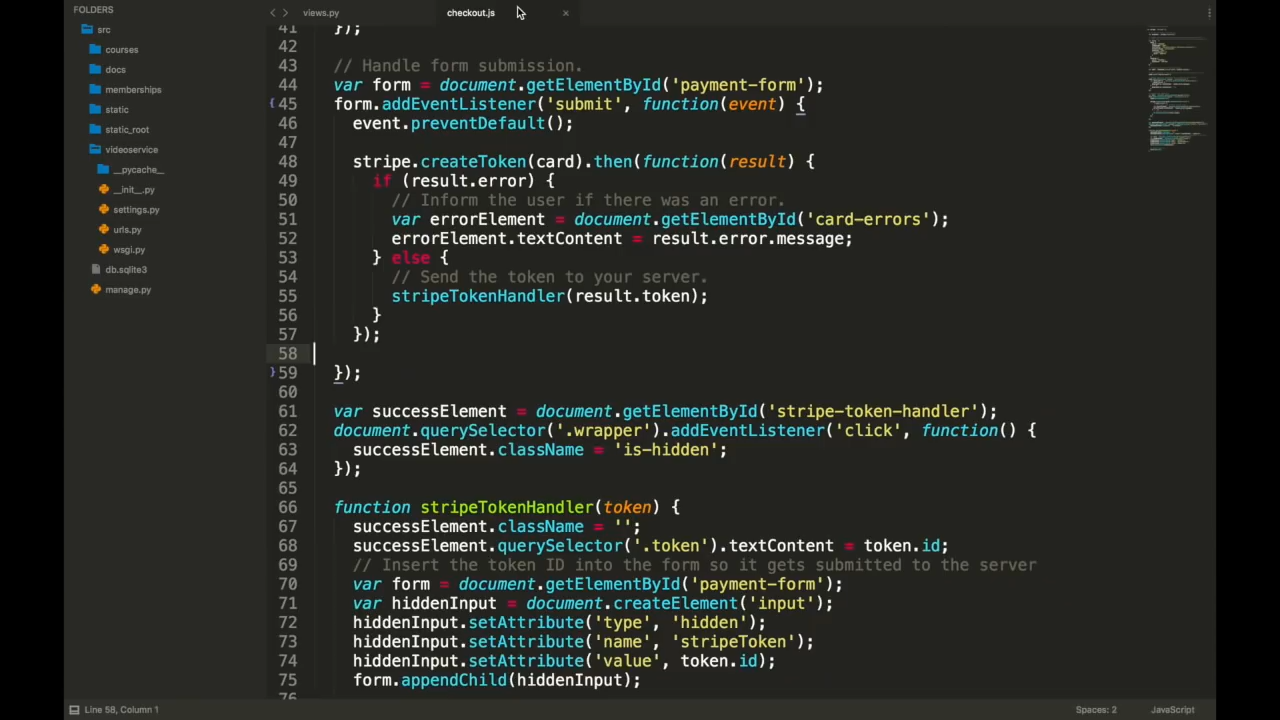 FOLDERS
src
courses
docs
memberships
static
static_root
videoservice
__pycache__
__init__.py
settings.py
urls.py
wsgi.py
db.sqlite3
manage.py
views.py
checkout.js
41 });
42
43 // Handle form submission.
44 var form = document.getElementById('payment-form');
45 form.addEventListener('submit', function(event) {
46 event.preventDefault();
47
48 stripe.createToken(card).then(function(result) {
49 if (result.error) {
50 // Inform the user if there was an error.
51 var errorElement = document.getElementById('card-errors');
52 errorElement.textContent = result.error.message;
53 } else {
54 // Send the token to your server.
55 stripeTokenHandler(result.token);
56 }
57 });
58
59 });
60
61 var successElement = document.getElementById('stripe-token-handler');
62 document.querySelector('.wrapper').addEventListener('click', function() {
63 successElement.className = 'is-hidden';
64 });
65
66 function stripeTokenHandler(token) {
67 successElement.className = '';
68 successElement.querySelector('.token').textContent = token.id;
69 // Insert the token ID into the form so it gets submitted to the server
70 var form = document.getElementById('payment-form');
71 var hiddenInput = document.createElement('input');
72 hiddenInput.setAttribute('type', 'hidden');
73 hiddenInput.setAttribute('name', 'stripeToken');
74 hiddenInput.setAttribute('value', token.id);
75 form.appendChild(hiddenInput);
76
Line 58, Column 1
Spaces: 2
JavaScript